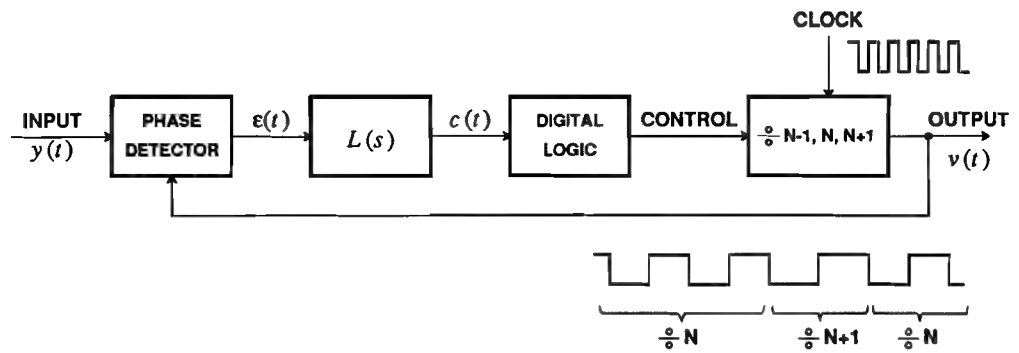 CLOCK
INPUT
y(t)
PHASE
DETECTOR
ε(t)
L(s)
c(t)
DIGITAL
LOGIC
CONTROL
÷ N-1, N, N+1
OUTPUT
v(t)
÷ N
÷ N+1
÷ N